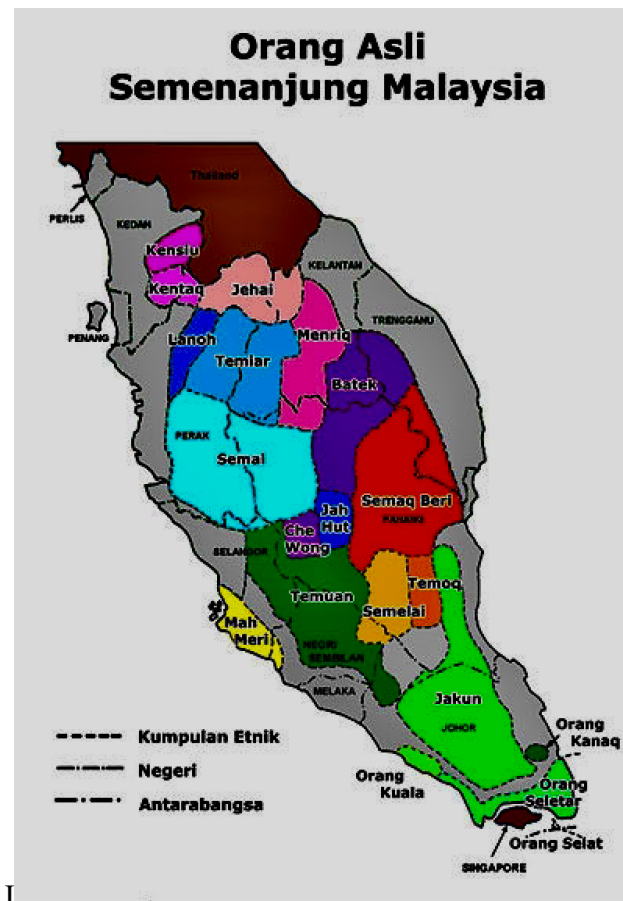 Orang Asli
Semenanjung Malaysia
Thailand
PERLIS
KEDAH
Kensiu
KELANTAN
Kentaq
Jehai
TRENGGANU
PENANG
Lanoh
Menriq
Temiar
Batek
PERAK
Semai
Semaq Beri
PAHANG
Jah
Hut
Che
Wong
SELANGOR
Temuan
Temoq
Semelai
Mah
Meri
NEGRI
SEMBILAN
MELAKA
Jakun
JOHOR
Orang
Kanaq
Kumpulan Etnik
Negeri
Antarabangsa
Orang
Kuala
Orang
Seletar
Orang Selat
SINGAPORE
I